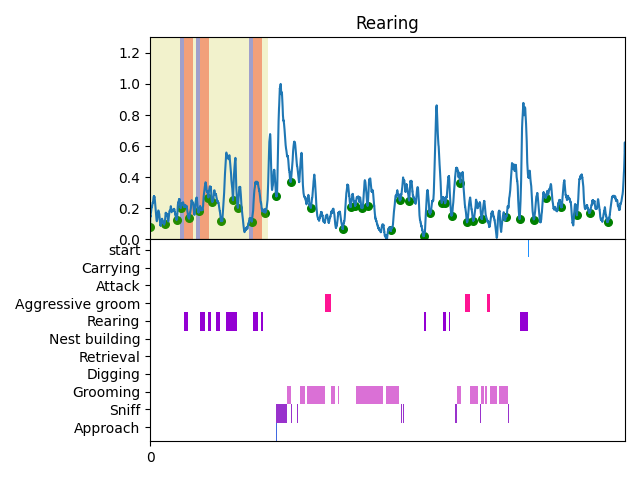 Rearing
1.2
1.0
0.8
0.6
0.4
0.2
0.0
start
Carrying
Attack
Aggressive groom
Rearing
Nest building
Retrieval
Digging
Grooming
Sniff
Approach
0